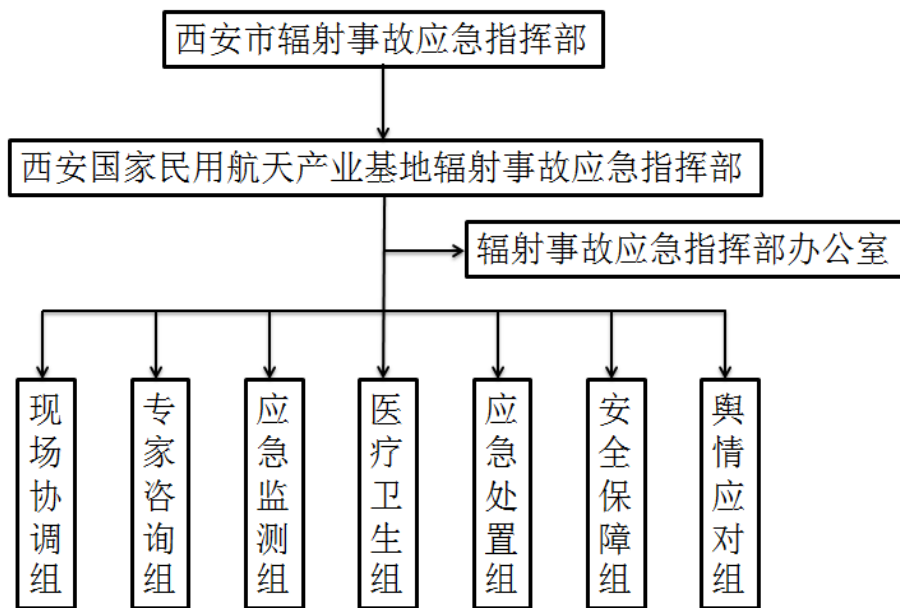 西安市辐射事故应急指挥部
西安国家民用航天产业基地辐射事故应急指挥部
辐射事故应急指挥部办公室
现场协调组
专家咨询组
应急监测组
医疗卫生组
应急处置组
安全保障组
舆情应对组